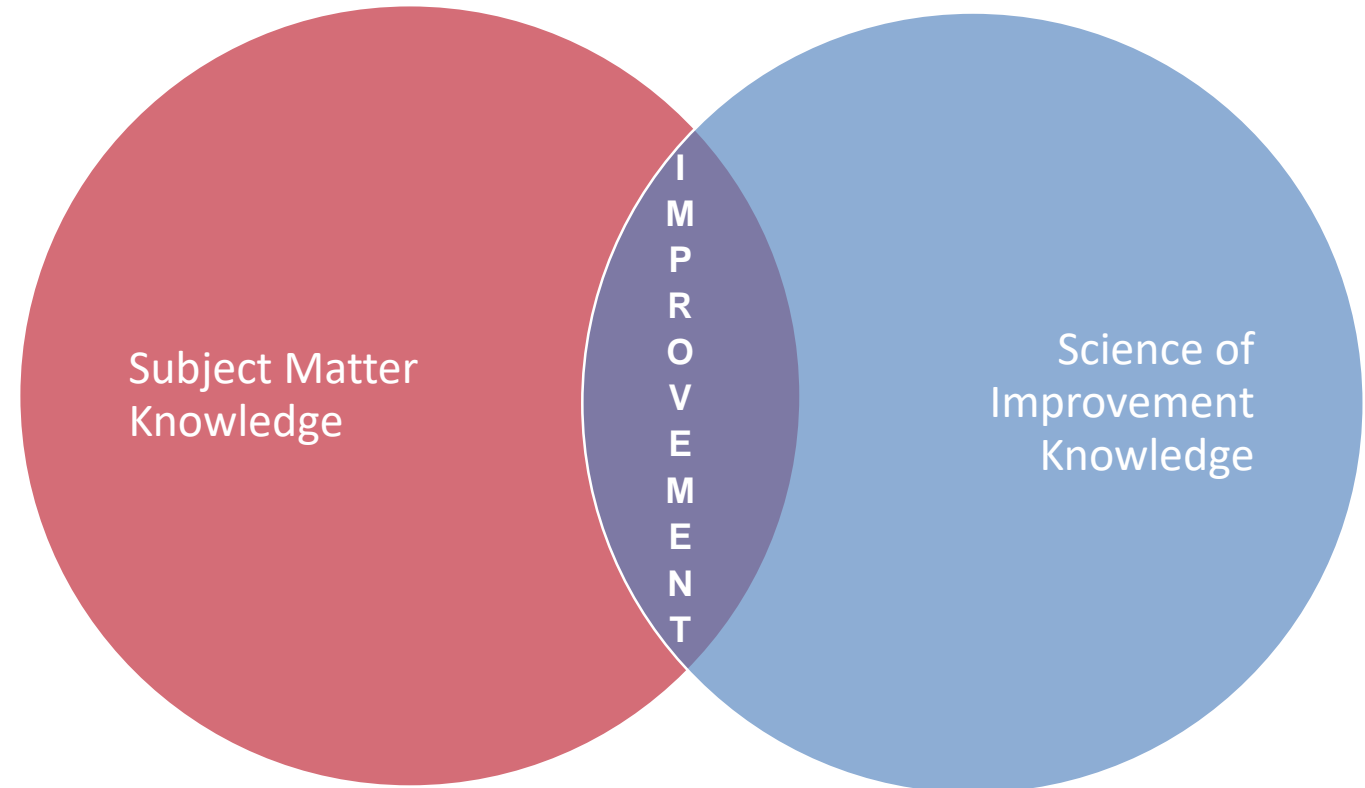 Subject Matter
Knowledge
I
M
P
R
O
V
E
M
E
N
T
Science of
Improvement
Knowledge